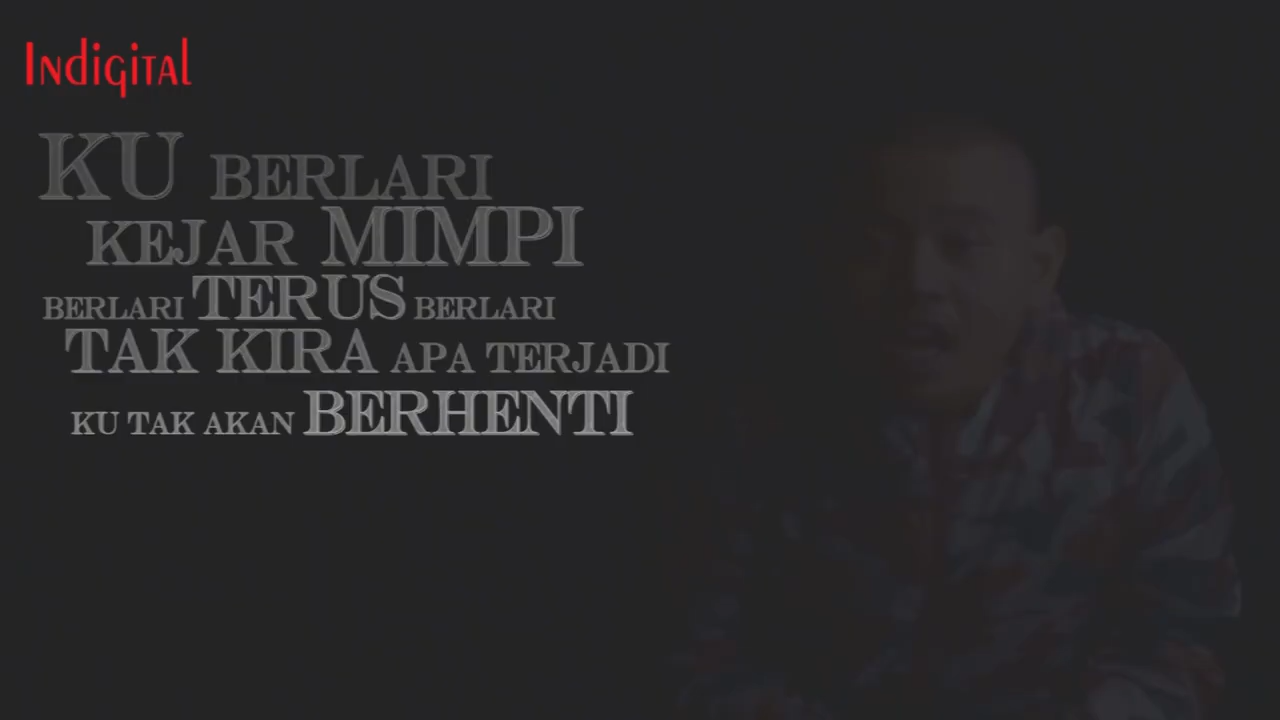 Indigital
KU BERLARI
KEJAR MIMPI
BERLARI TERUS BERLARI
TAK KIRA APA TERJADI
KU TAK AKAN BERHENTI